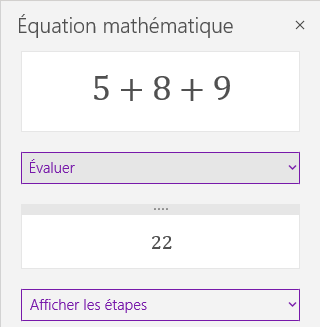 Équation mathématique
5 + 8 + 9
Évaluer
22
Afficher les étapes